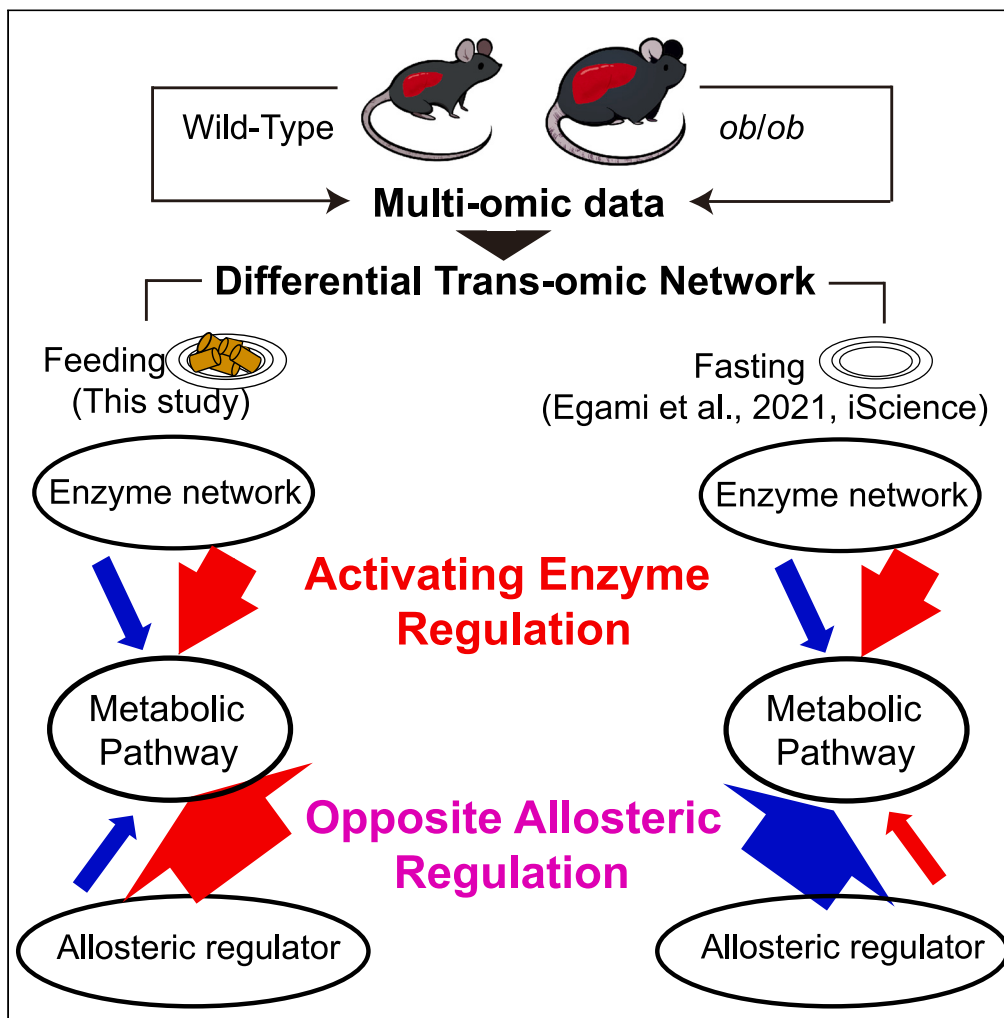 Wild-Type
ob/ob
Multi-omic data
Differential Trans-omic Network
Feeding
(This study)
Fasting
(Egami et al., 2021, iScience)
Enzyme network
Enzyme network
Activating Enzyme
Regulation
Metabolic
Pathway
Metabolic
Pathway
Opposite Allosteric
Regulation
Allosteric regulator
Allosteric regulator